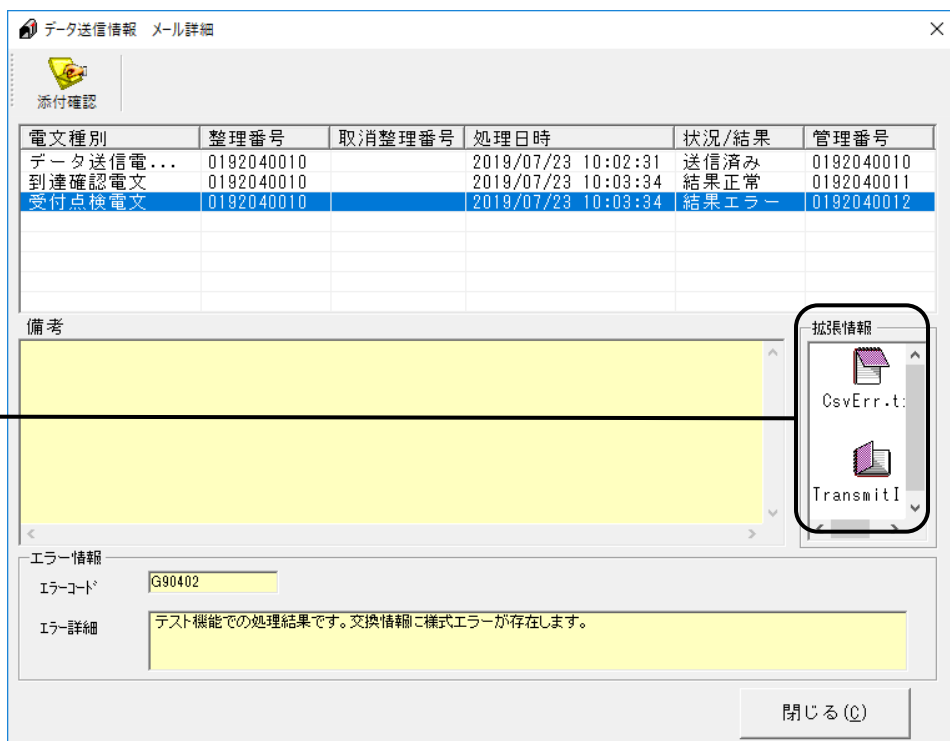 データ送信情報 メール詳細
添付確認
電文種別 整理番号 取消整理番号 処理日時 状況/結果 管理番号
データ送信電... 0192040010 2019/07/23 10:02:31 送信済み 0192040010
到達確認電文 0192040010 2019/07/23 10:03:34 結果正常 0192040011
受付点検電文 0192040010 2019/07/23 10:03:34 結果エラー 0192040012
備考
拡張情報
CsvErr.t
TransmitI
エラー情報
エラーコード G90402
エラー詳細 テスト機能での処理結果です。交換情報に様式エラーが存在します。
閉じる(C)